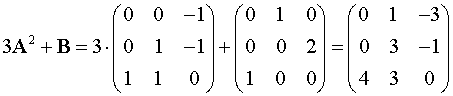 3A² + B = 3 · ( 0 0 −1 ; 0 1 −1 ; 1 1 0 ) + ( 0 1 0 ; 0 0 2 ; 1 0 0 ) = ( 0 1 −3 ; 0 3 −1 ; 4 3 0 )